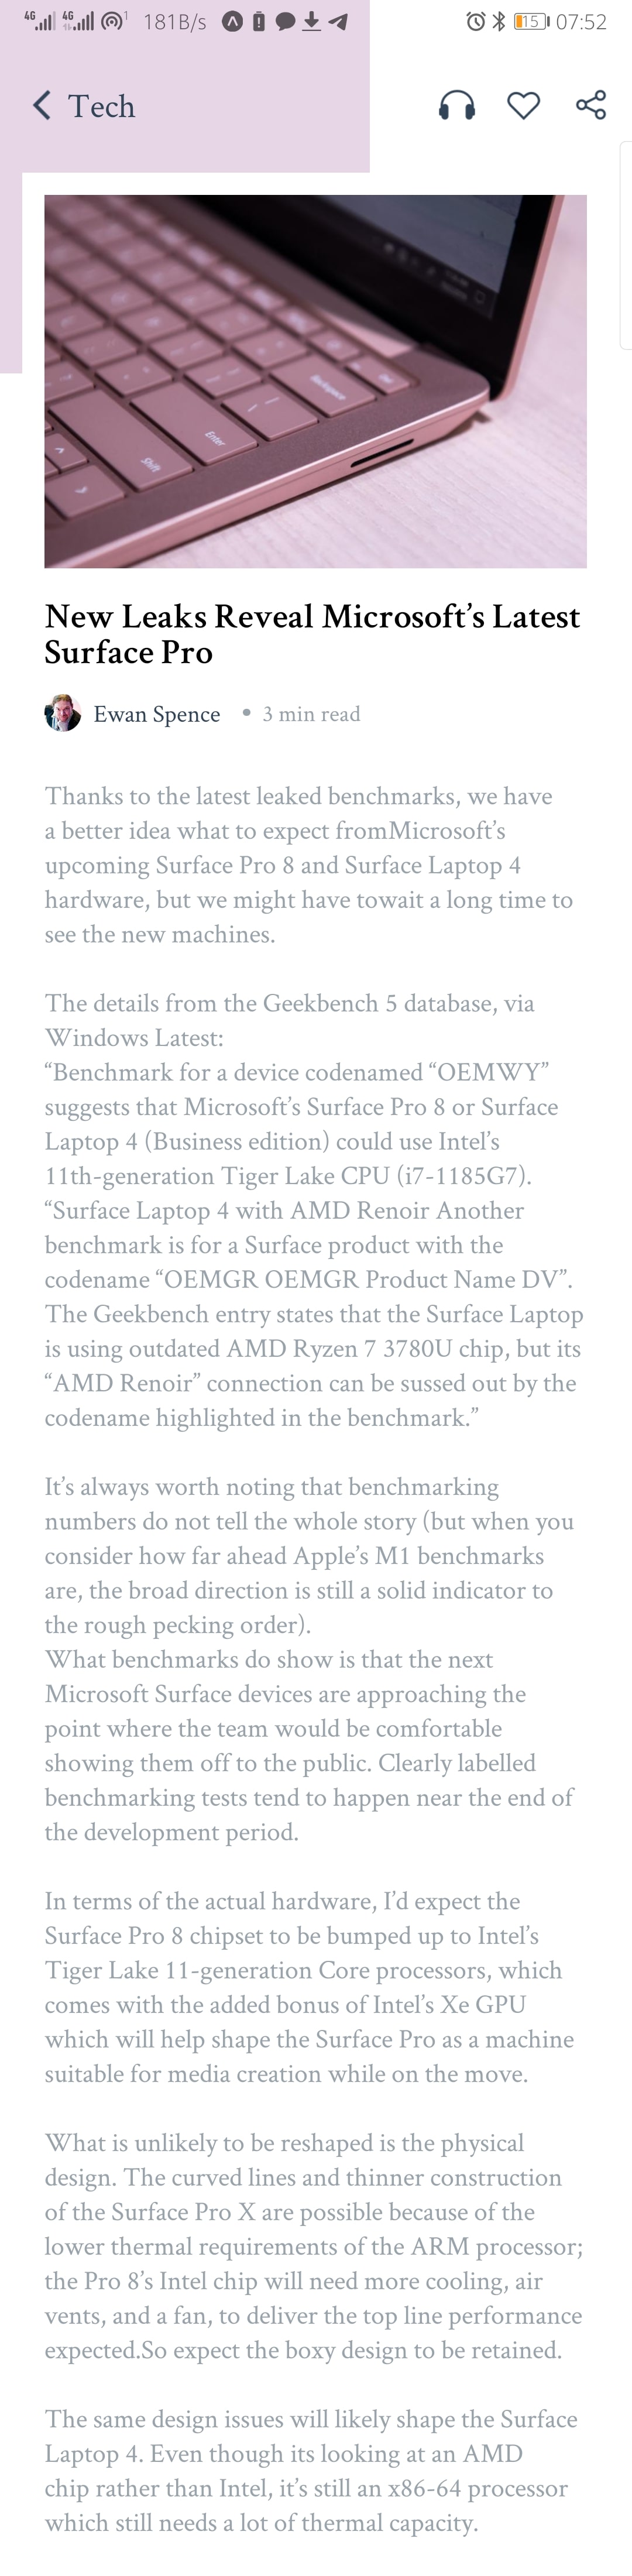 4G 4G 1 181B/s 15 07:52
Tech
Backspace
Enter
Shift
New Leaks Reveal Microsoft’s Latest
Surface Pro
Ewan Spence • 3 min read
Thanks to the latest leaked benchmarks, we have
a better idea what to expect fromMicrosoft’s
upcoming Surface Pro 8 and Surface Laptop 4
hardware, but we might have towait a long time to
see the new machines.
The details from the Geekbench 5 database, via
Windows Latest:
“Benchmark for a device codenamed “OEMWY”
suggests that Microsoft’s Surface Pro 8 or Surface
Laptop 4 (Business edition) could use Intel’s
11th-generation Tiger Lake CPU (i7-1185G7).
“Surface Laptop 4 with AMD Renoir Another
benchmark is for a Surface product with the
codename “OEMGR OEMGR Product Name DV”.
The Geekbench entry states that the Surface Laptop
is using outdated AMD Ryzen 7 3780U chip, but its
“AMD Renoir” connection can be sussed out by the
codename highlighted in the benchmark.”
It’s always worth noting that benchmarking
numbers do not tell the whole story (but when you
consider how far ahead Apple’s M1 benchmarks
are, the broad direction is still a solid indicator to
the rough pecking order).
What benchmarks do show is that the next
Microsoft Surface devices are approaching the
point where the team would be comfortable
showing them off to the public. Clearly labelled
benchmarking tests tend to happen near the end of
the development period.
In terms of the actual hardware, I’d expect the
Surface Pro 8 chipset to be bumped up to Intel’s
Tiger Lake 11-generation Core processors, which
comes with the added bonus of Intel’s Xe GPU
which will help shape the Surface Pro as a machine
suitable for media creation while on the move.
What is unlikely to be reshaped is the physical
design. The curved lines and thinner construction
of the Surface Pro X are possible because of the
lower thermal requirements of the ARM processor;
the Pro 8’s Intel chip will need more cooling, air
vents, and a fan, to deliver the top line performance
expected.So expect the boxy design to be retained.
The same design issues will likely shape the Surface
Laptop 4. Even though its looking at an AMD
chip rather than Intel, it’s still an x86-64 processor
which still needs a lot of thermal capacity.